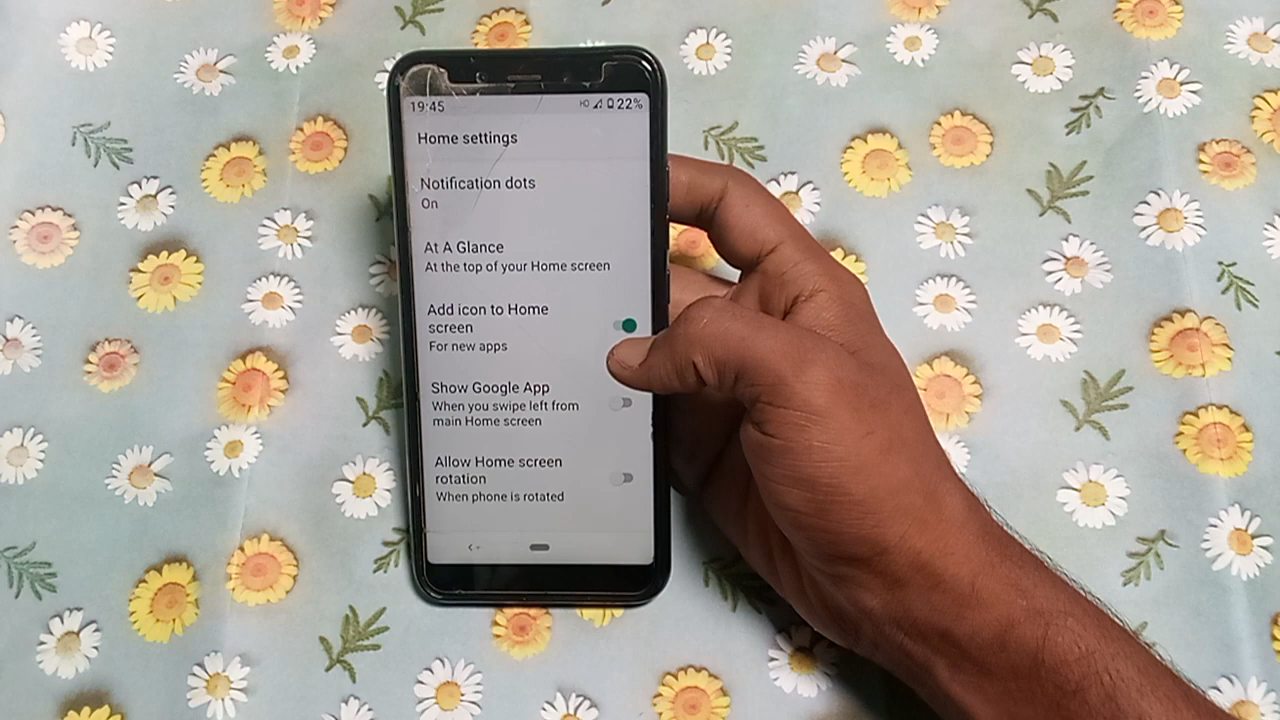 19:45 HD 22%
Home settings
Notification dots
On
At A Glance
At the top of your Home screen
Add icon to Home
screen
For new apps
Show Google App
When you swipe left from
main Home screen
Allow Home screen
rotation
When phone is rotated